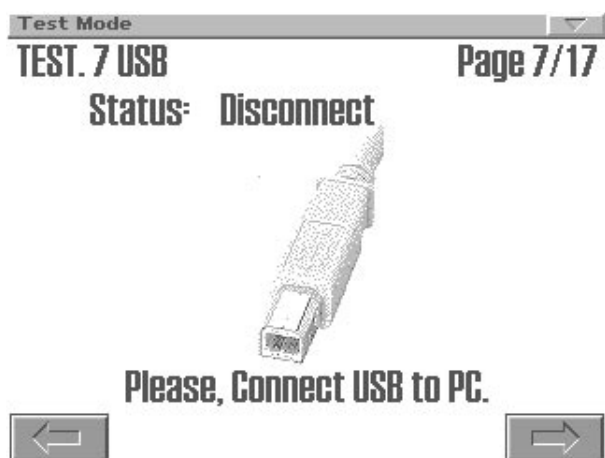 Test Mode
TEST. 7 USB Page 7/17
Status: Disconnect
Please, Connect USB to PC.